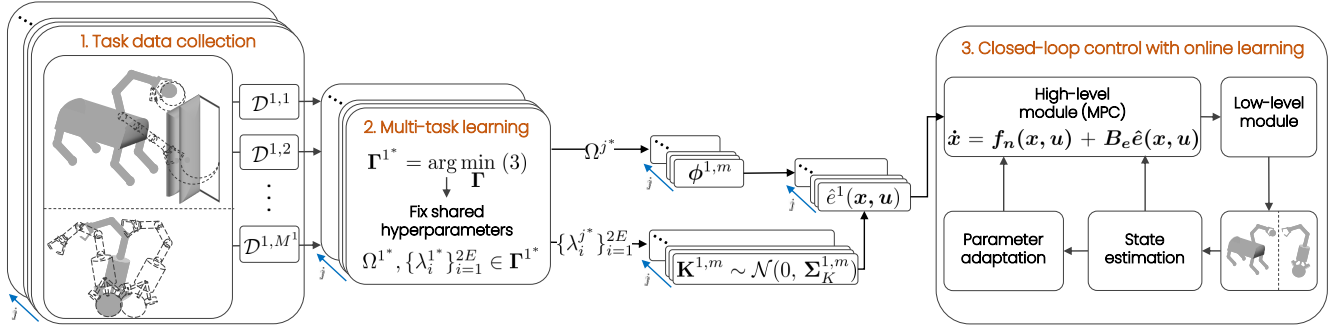 1. Task data collection
𝒟^{1,1}
𝒟^{1,2}
⋮
𝒟^{1,M^1}
j
2. Multi-task learning
Γ^{1*} = arg min_Γ (3)
Fix shared
hyperparameters
Ω^{1*}, {λ_i^{1*}}_{i=1}^{2E} ∈ Γ^{1*}
j
Ω^{j*}
ϕ^{1,m}
j
{λ_i^{j*}}_{i=1}^{2E}
K^{1,m} ∼ 𝒩(0, Σ_K^{1,m})
j
ê^1(x, u)
j
3. Closed-loop control with online learning
High-level
module (MPC)
ẋ = f_n(x, u) + B_e ê(x, u)
Low-level
module
Parameter
adaptation
State
estimation